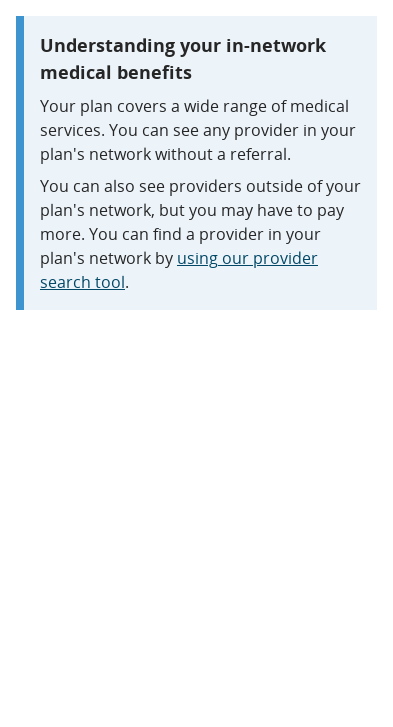 Understanding your in-network
medical benefits
Your plan covers a wide range of medical
services. You can see any provider in your
plan's network without a referral.
You can also see providers outside of your
plan's network, but you may have to pay
more. You can find a provider in your
plan's network by using our provider
search tool.